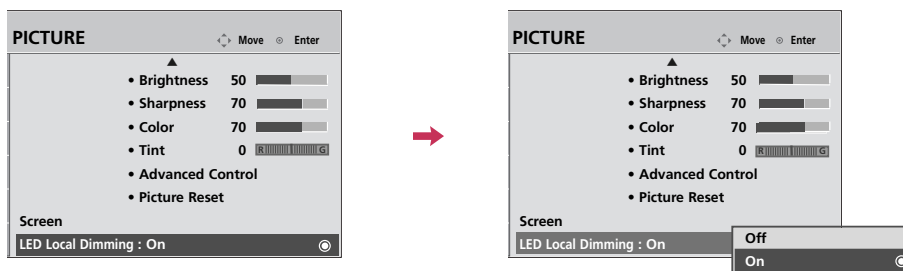 PICTURE Move Enter
• Brightness 50
• Sharpness 70
• Color 70
• Tint 0 R G
• Advanced Control
• Picture Reset
Screen
LED Local Dimming : On
PICTURE Move Enter
• Brightness 50
• Sharpness 70
• Color 70
• Tint 0 R G
• Advanced Control
• Picture Reset
Screen
LED Local Dimming : On
Off
On